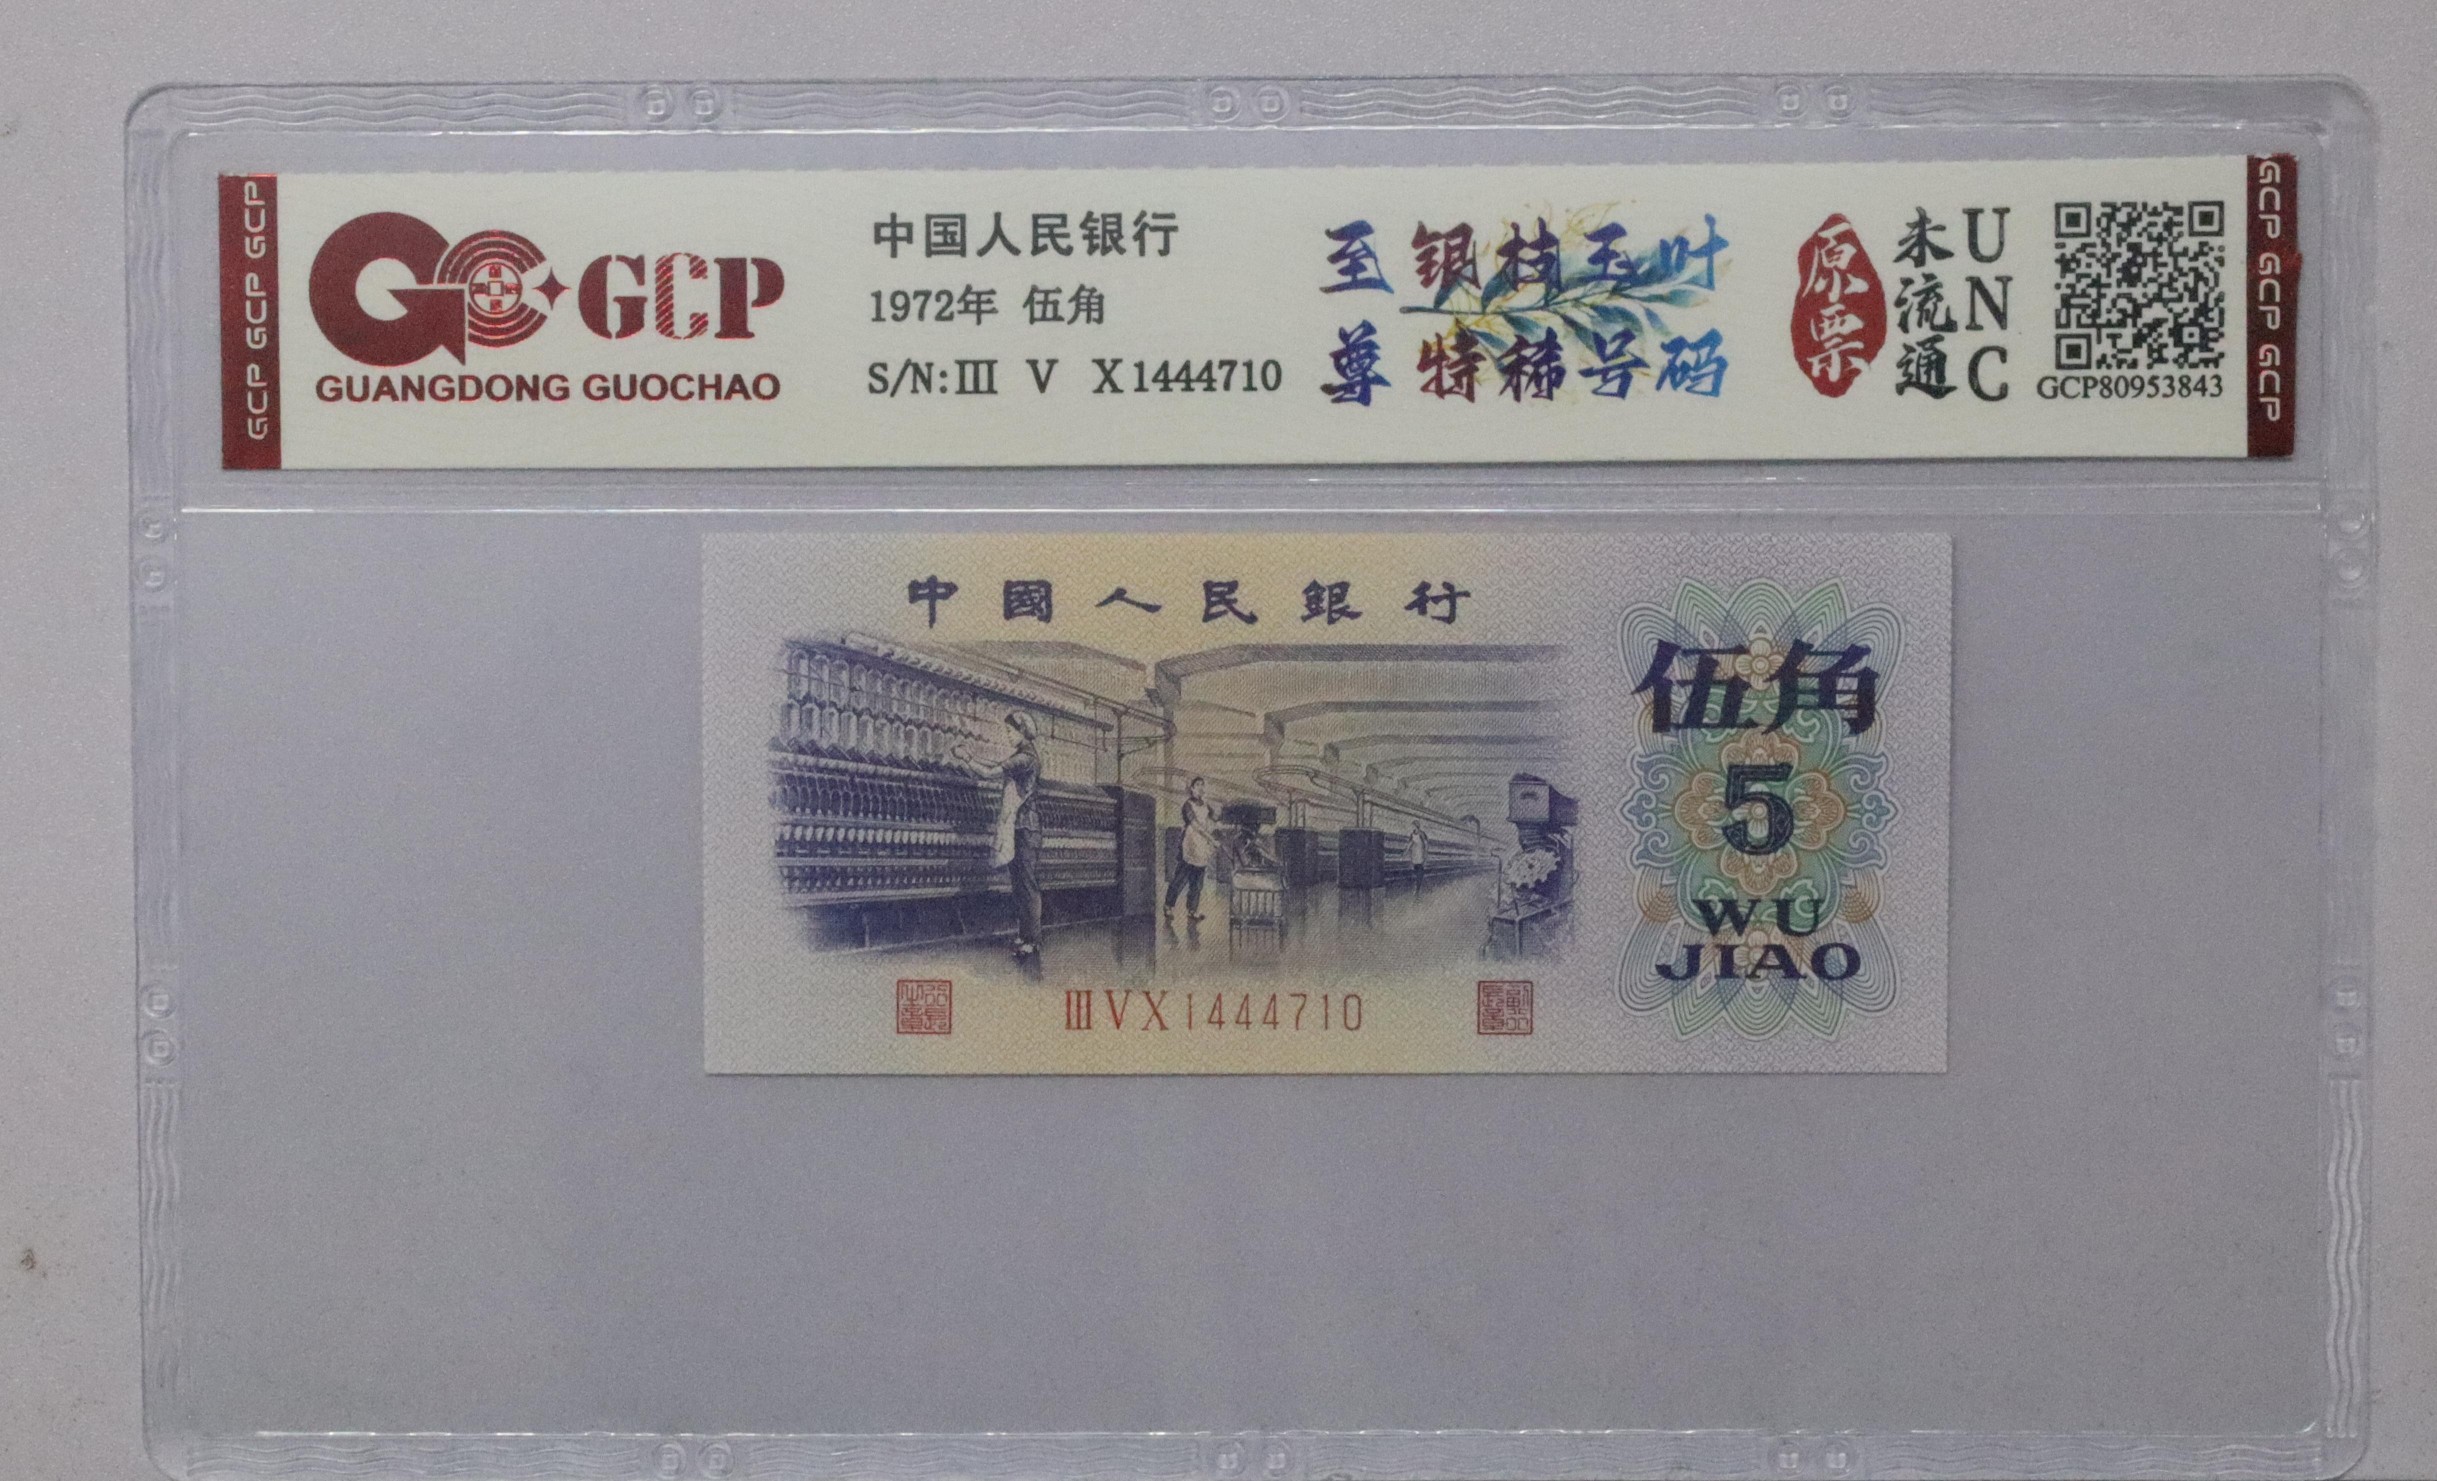 GCP GCP GCP
GCP
GUANGDONG GUOCHAO
中国人民银行
1972年 伍角
S/N:III V X1444710
至尊
银枝玉叶
特稀号码
原票
未流通
UNC
GCP80953843
GCP GCP GCP
中國人民銀行
伍角
5
WU
JIAO
III V X 1444710